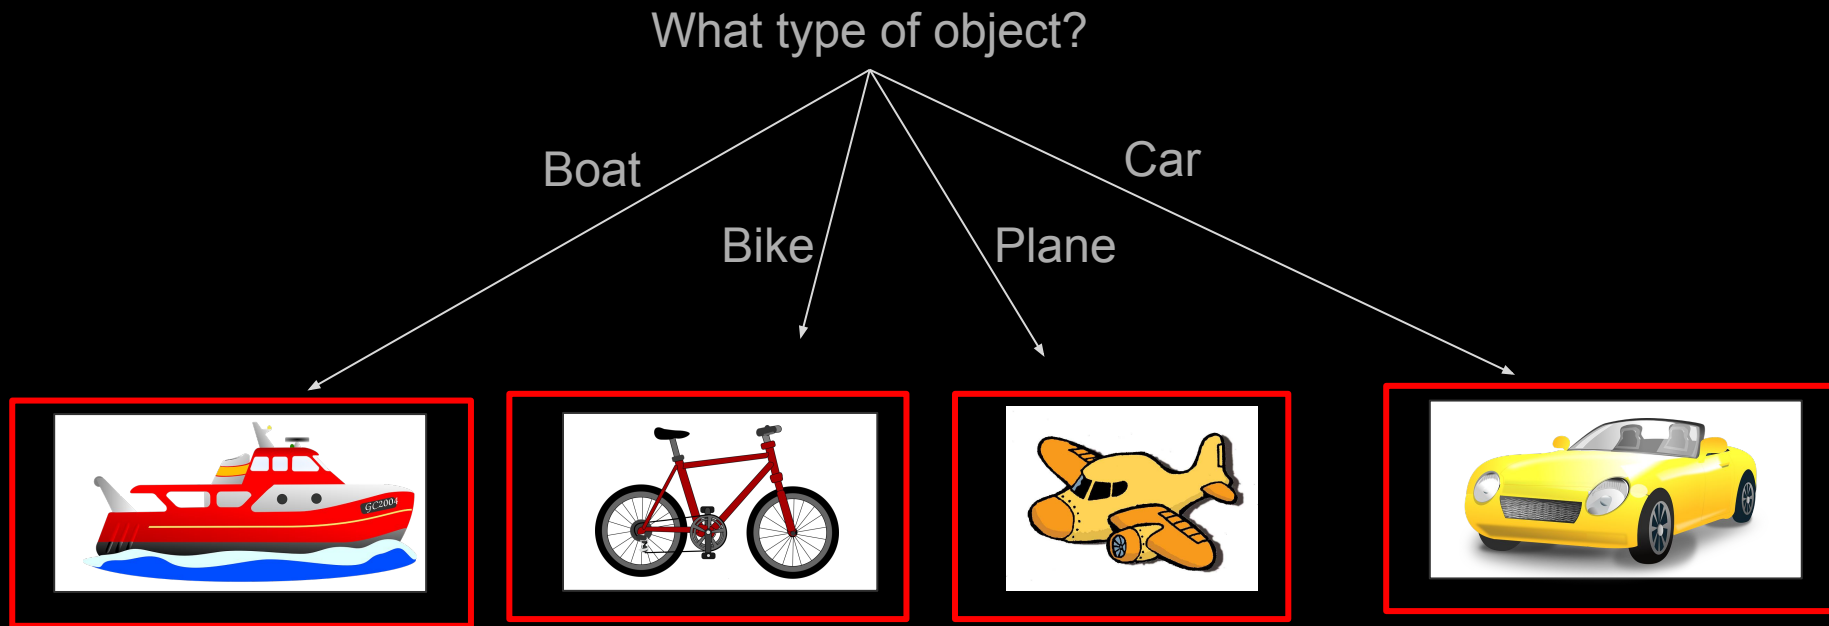 What type of object?
Boat
Car
Bike
Plane
GC2004